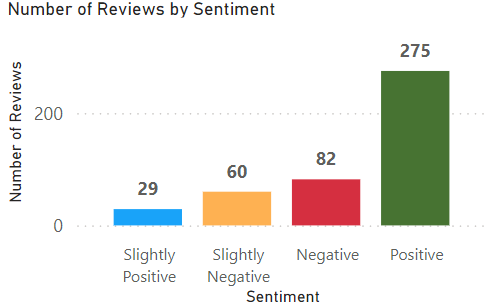 Number of Reviews by Sentiment
Number of Reviews
200
0
29
60
82
275
Slightly
Positive
Slightly
Negative
Negative
Positive
Sentiment